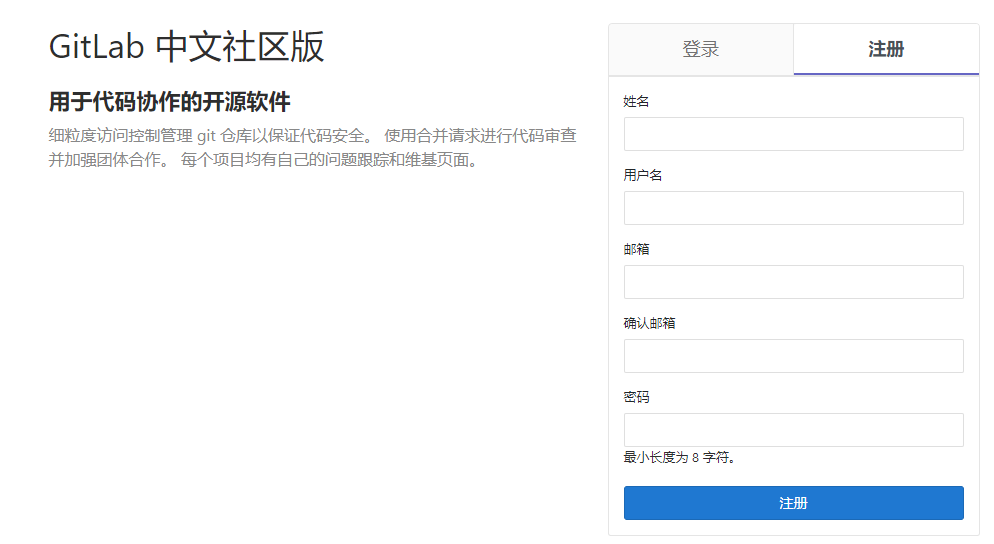 GitLab 中文社区版
用于代码协作的开源软件
细粒度访问控制管理 git 仓库以保证代码安全。 使用合并请求进行代码审查
并加强团体合作。 每个项目均有自己的问题跟踪和维基页面。
登录
注册
姓名
用户名
邮箱
确认邮箱
密码
最小长度为 8 字符。
注册